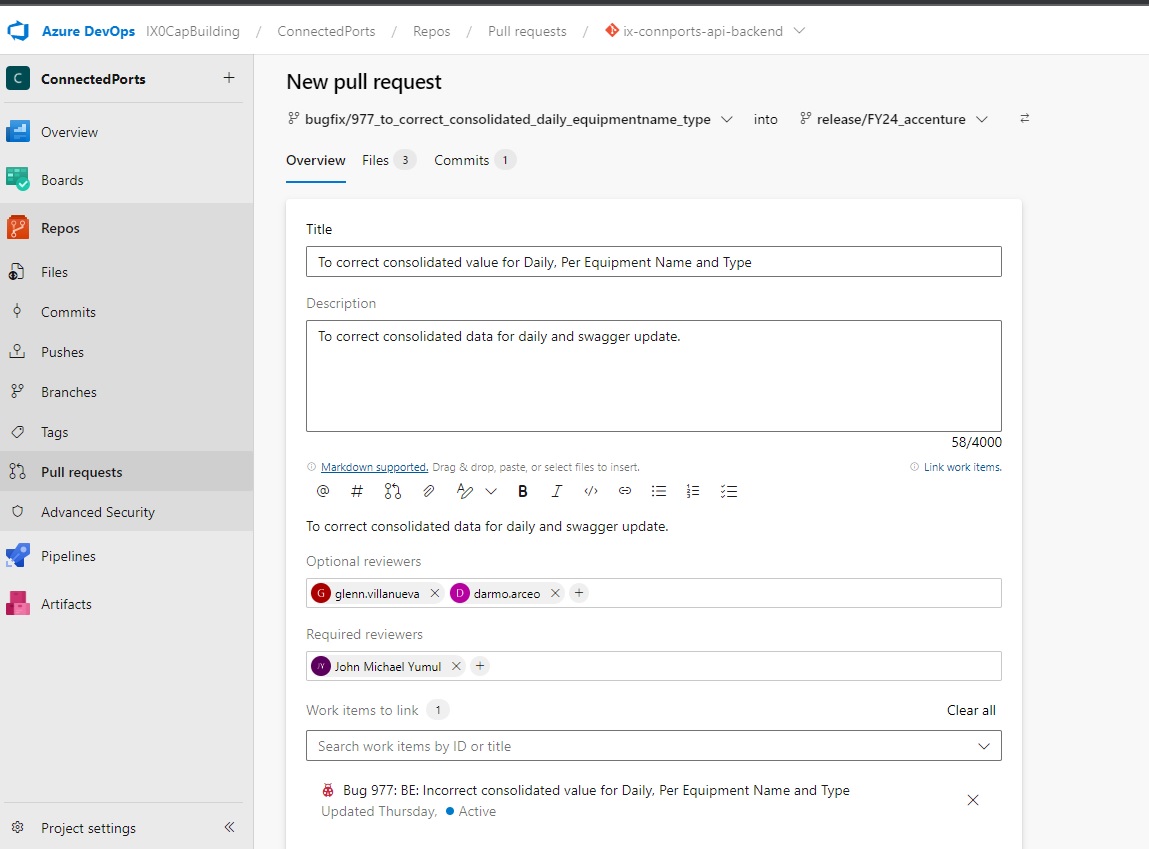 Azure DevOps IX0CapBuilding / ConnectedPorts / Repos / Pull requests / ix-connports-api-backend
C ConnectedPorts +
Overview
Boards
Repos
Files
Commits
Pushes
Branches
Tags
Pull requests
Advanced Security
Pipelines
Artifacts
Project settings
New pull request
bugfix/977_to_correct_consolidated_daily_equipmentname_type into release/FY24_accenture
Overview Files 3 Commits 1
Title
To correct consolidated value for Daily, Per Equipment Name and Type
Description
To correct consolidated data for daily and swagger update.
58/4000
Markdown supported. Drag & drop, paste, or select files to insert. Link work items.
To correct consolidated data for daily and swagger update.
Optional reviewers
G glenn.villanueva D darmo.arceo +
Required reviewers
JY John Michael Yumul +
Work items to link 1 Clear all
Search work items by ID or title
Bug 977: BE: Incorrect consolidated value for Daily, Per Equipment Name and Type
Updated Thursday, Active